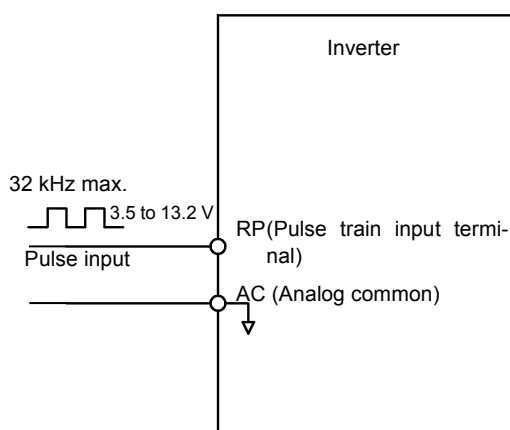 Inverter
32 kHz max.
3.5 to 13.2 V
RP(Pulse train input termi-
nal)
Pulse input
AC (Analog common)